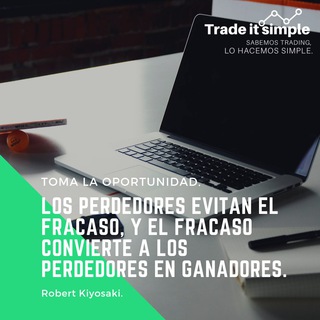 Trade it simple
SABEMOS TRADING,
LO HACEMOS SIMPLE.
TOMA LA OPORTUNIDAD.
LOS PERDEDORES EVITAN EL
FRACASO, Y EL FRACASO
CONVIERTE A LOS
PERDEDORES EN GANADORES.
Robert Kiyosaki.